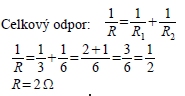 Celkový odpor: 1/R = 1/R₁ + 1/R₂
1/R = 1/3 + 1/6 = 2+1/6 = 3/6 = 1/2
R = 2 Ω
.